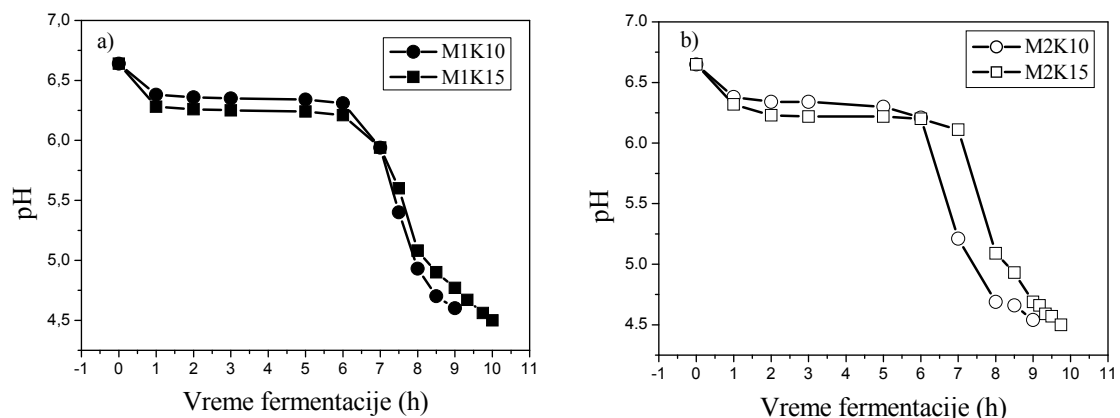 a)
M1K10
M1K15
7,0
6,5
6,0
5,5
5,0
4,5
pH
-1 0 1 2 3 4 5 6 7 8 9 10 11
Vreme fermentacije (h)
b)
M2K10
M2K15
7,0
6,5
6,0
5,5
5,0
4,5
pH
-1 0 1 2 3 4 5 6 7 8 9 10 11
Vreme fermentacije (h)